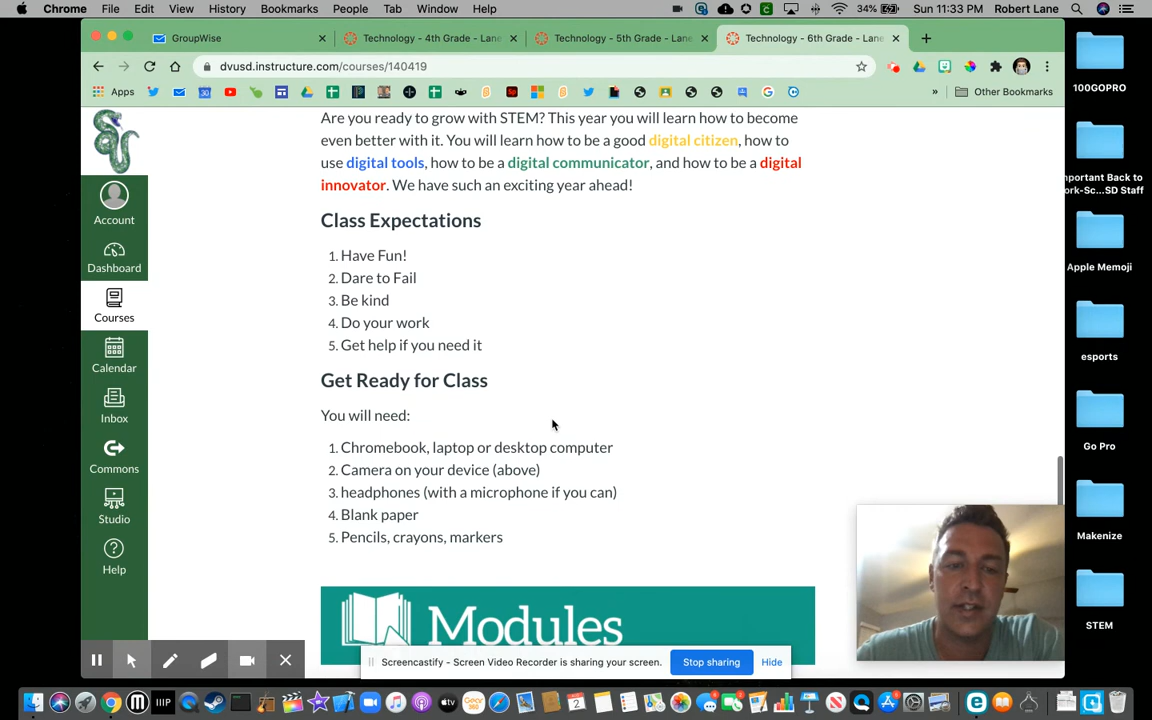 Chrome File Edit View History Bookmarks People Tab Window Help 34% Sun 11:33 PM Robert Lane
GroupWise Technology - 4th Grade - Lane Technology - 5th Grade - Lane Technology - 6th Grade - Lane
dvusd.instructure.com/courses/140419
Apps » Other Bookmarks
Are you ready to grow with STEM? This year you will learn how to become
even better with it. You will learn how to be a good digital citizen, how to
use digital tools, how to be a digital communicator, and how to be a digital
innovator. We have such an exciting year ahead!
Class Expectations
1. Have Fun!
2. Dare to Fail
3. Be kind
4. Do your work
5. Get help if you need it
Get Ready for Class
You will need:
1. Chromebook, laptop or desktop computer
2. Camera on your device (above)
3. headphones (with a microphone if you can)
4. Blank paper
5. Pencils, crayons, markers
Modules
Account
Dashboard
Courses
Calendar
Inbox
Commons
Studio
Help
Screencastify - Screen Video Recorder is sharing your screen. Stop sharing Hide
100GOPRO
mportant Back to
ork-Sc...SD Staff
Apple Memoji
esports
Go Pro
Makenize
STEM